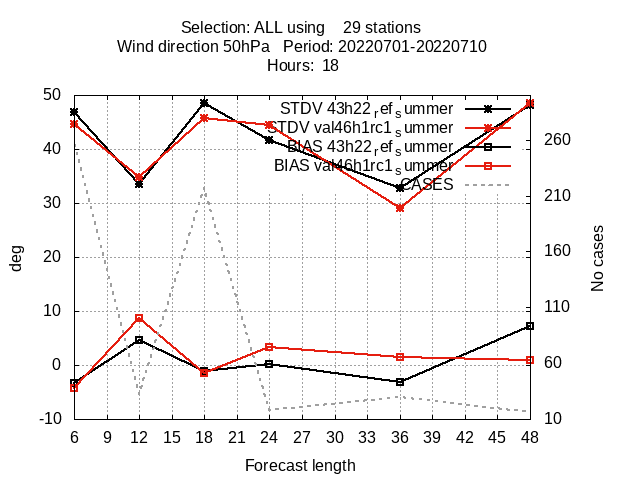 Selection: ALL using    29 stations
Wind direction 50hPa   Period: 20220701-20220710
Hours:  18
STDV 43h22_ref_summer
STDV val46h1rc1_summer
BIAS 43h22_ref_summer
BIAS val46h1rc1_summer
CASES
50
40
30
20
10
0
-10
deg
260
210
160
110
60
10
No cases
6 9 12 15 18 21 24 27 30 33 36 39 42 45 48
Forecast length